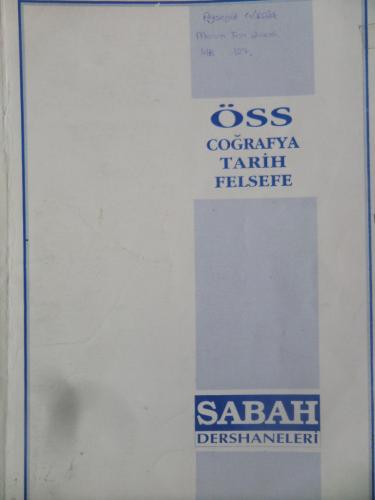 ÖSS
COĞRAFYA
TARİH
FELSEFE
SABAH
DERSHANELERİ